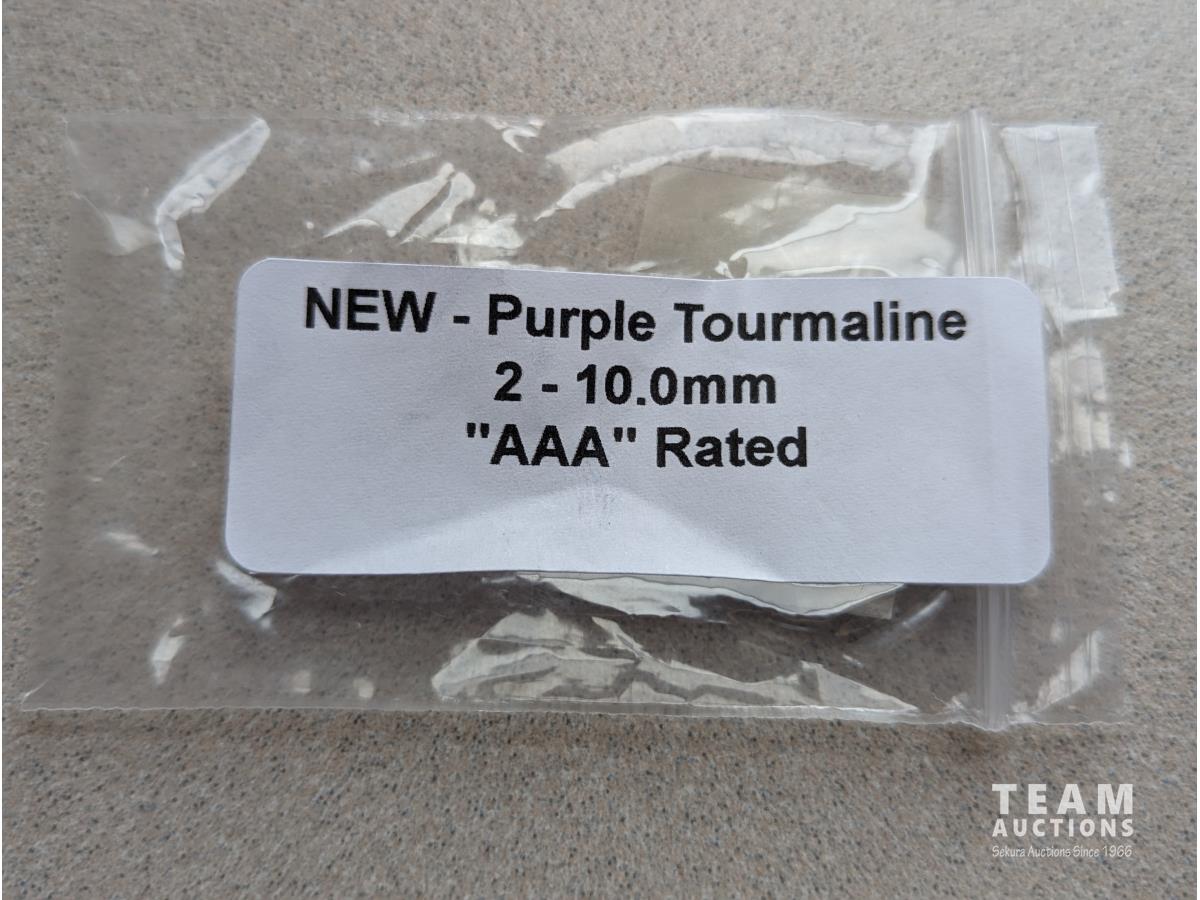 NEW - Purple Tourmaline
2 - 10.0mm
"AAA" Rated
TEAM
AUCTIONS
Sekura Auctions Since 1966